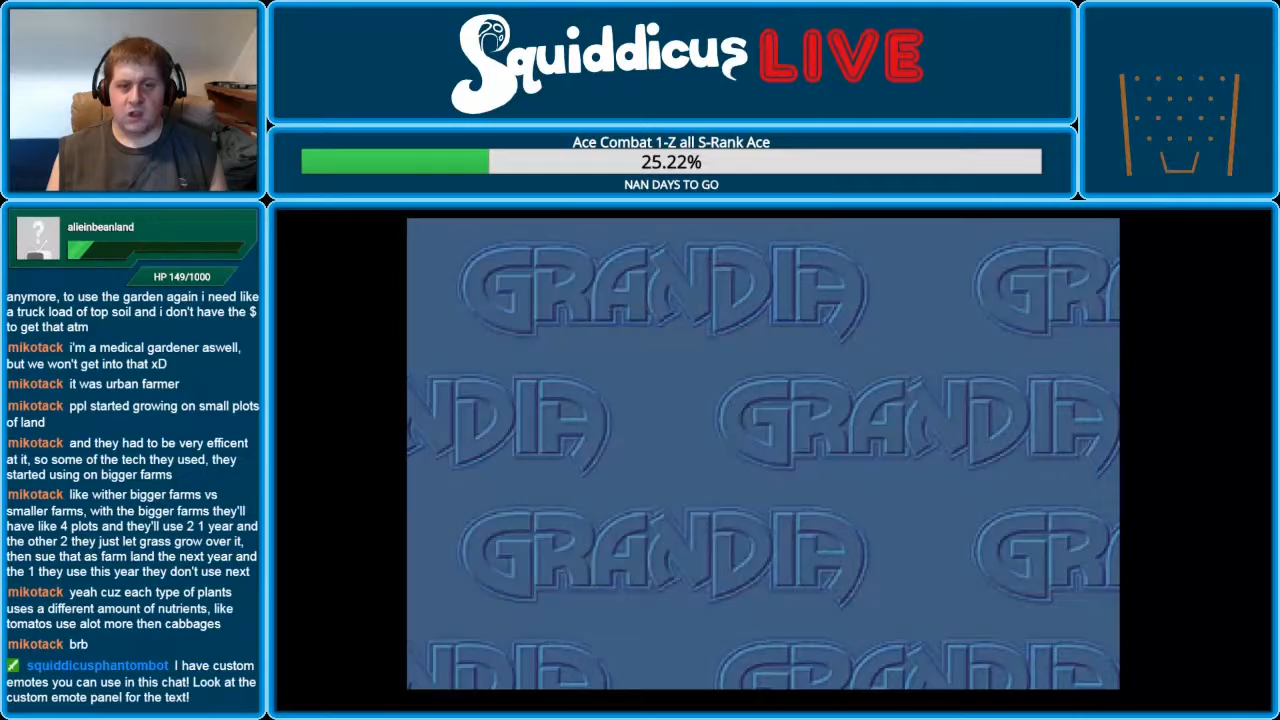 Squiddicus LIVE
Ace Combat 1-Z all S-Rank Ace
25.22%
NAN DAYS TO GO
alieinbeanland
HP 149/1000
anymore, to use the garden again i need like
a truck load of top soil and i don't have the $
to get that atm
mikotack i'm a medical gardener aswell,
but we won't get into that xD
mikotack it was urban farmer
mikotack ppl started growing on small plots
of land
mikotack and they had to be very efficent
at it, so some of the tech they used, they
started using on bigger farms
mikotack like wither bigger farms vs
smaller farms, with the bigger farms they'll
have like 4 plots and they'll use 2 1 year and
the other 2 they just let grass grow over it,
then sue that as farm land the next year and
the 1 they use this year they don't use next
mikotack yeah cuz each type of plants
uses a different amount of nutrients, like
tomatos use alot more then cabbages
mikotack brb
squiddicusphantombot I have custom
emotes you can use in this chat! Look at the
custom emote panel for the text!
GRANDIA GRA
NDIA GRANDIA
GRANDIA GRA
NDIA GRANDIA